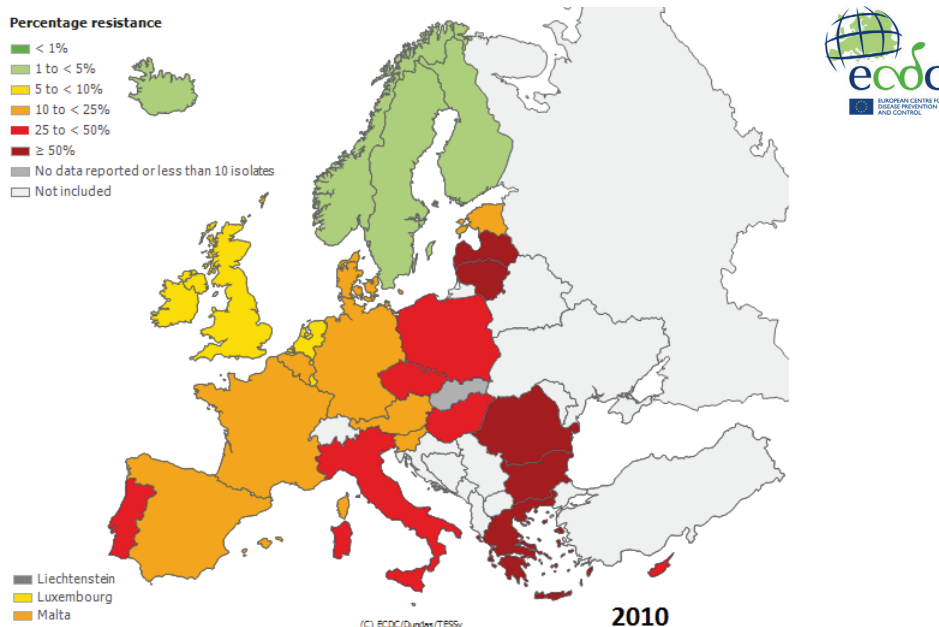 Percentage resistance
< 1%
1 to < 5%
5 to < 10%
10 to < 25%
25 to < 50%
≥ 50%
No data reported or less than 10 isolates
Not included
ecdc
EUROPEAN CENTRE FOR
DISEASE PREVENTION
AND CONTROL
Liechtenstein
Luxembourg
Malta
(C) ECDC/Dundas/TESSy
2010